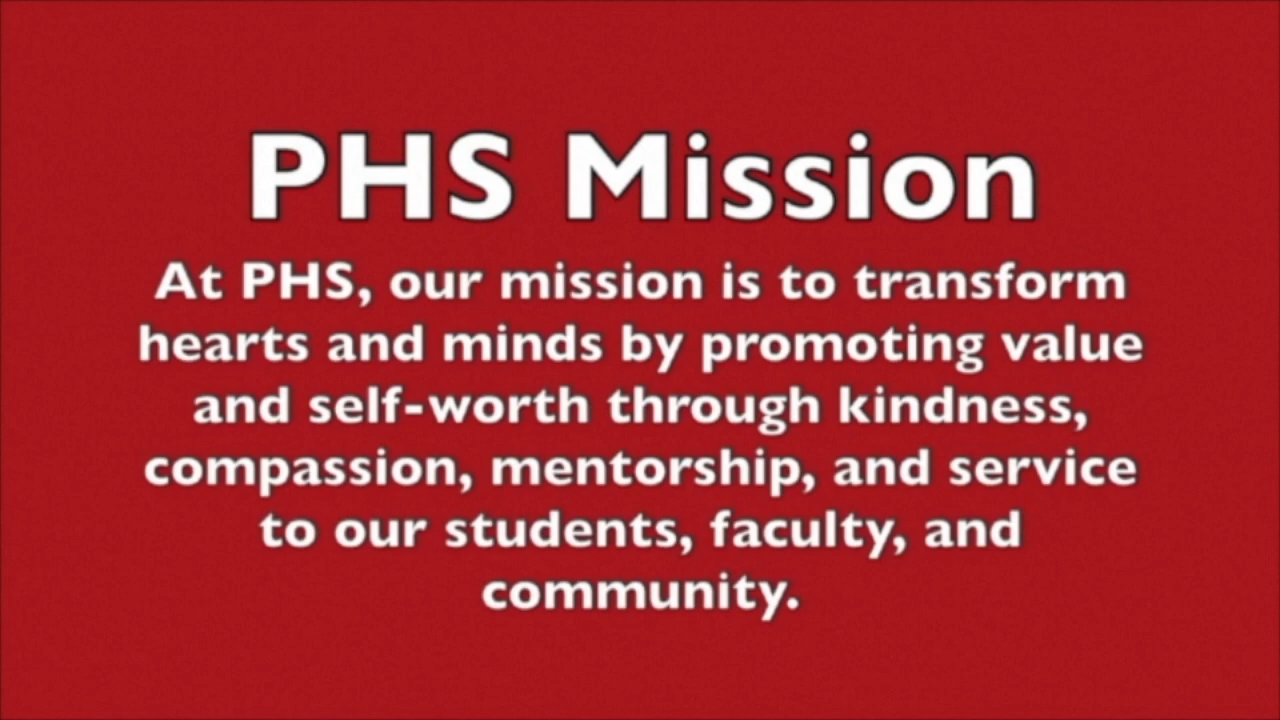 PHS Mission
At PHS, our mission is to transform
hearts and minds by promoting value
and self-worth through kindness,
compassion, mentorship, and service
to our students, faculty, and
community.